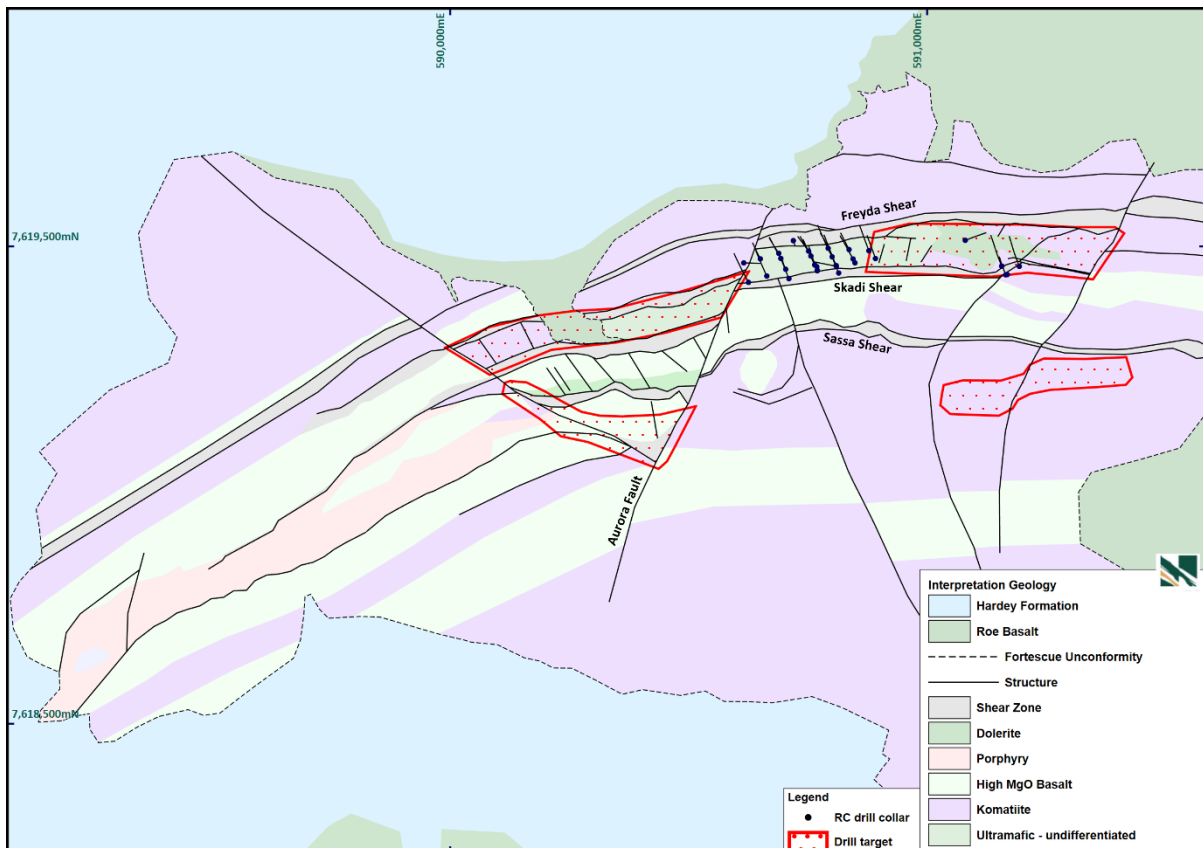 590,000mE
591,000mE
7,619,500mN
Freyda Shear
Skadi Shear
Sassa Shear
Aurora Fault
7,618,500mN
Interpretation Geology
Hardey Formation
Roe Basalt
Fortescue Unconformity
Structure
Shear Zone
Dolerite
Porphyry
High MgO Basalt
Komatiite
Ultramafic - undifferentiated
Legend
RC drill collar
Drill target